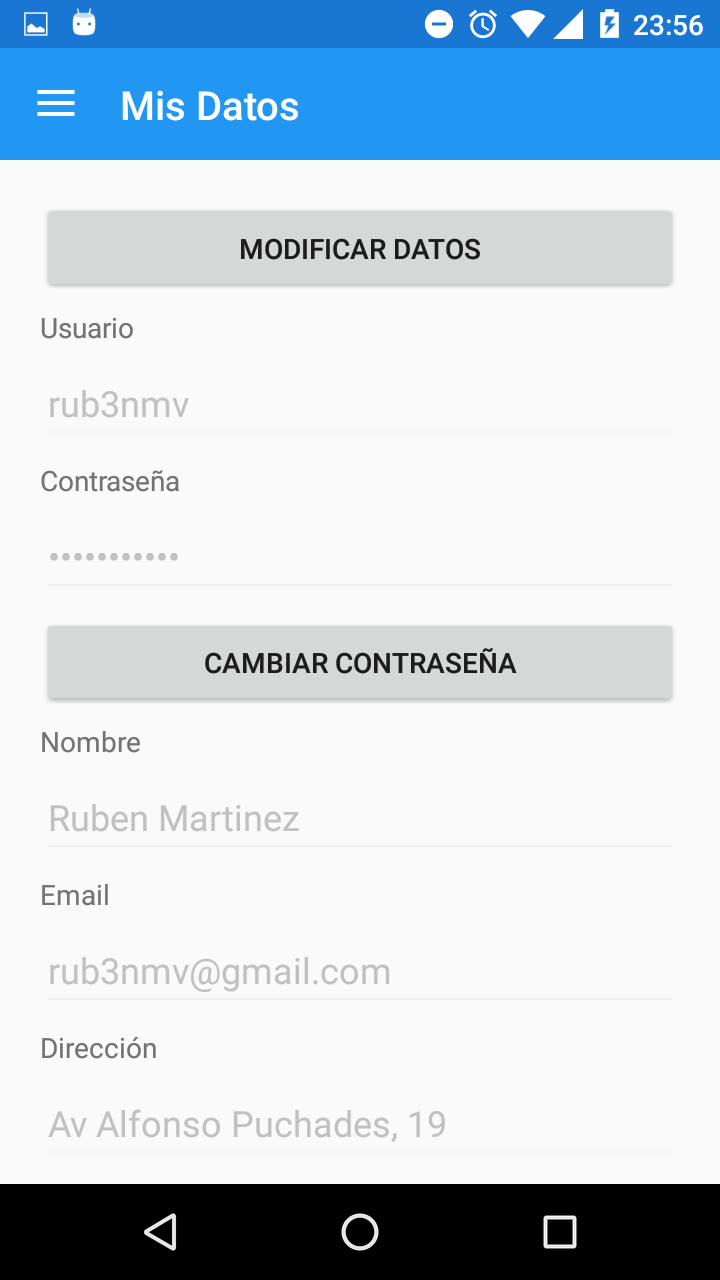 23:56
Mis Datos
MODIFICAR DATOS
Usuario
rub3nmv
Contraseña
•••••••••••
CAMBIAR CONTRASEÑA
Nombre
Ruben Martinez
Email
rub3nmv@gmail.com
Dirección
Av Alfonso Puchades, 19